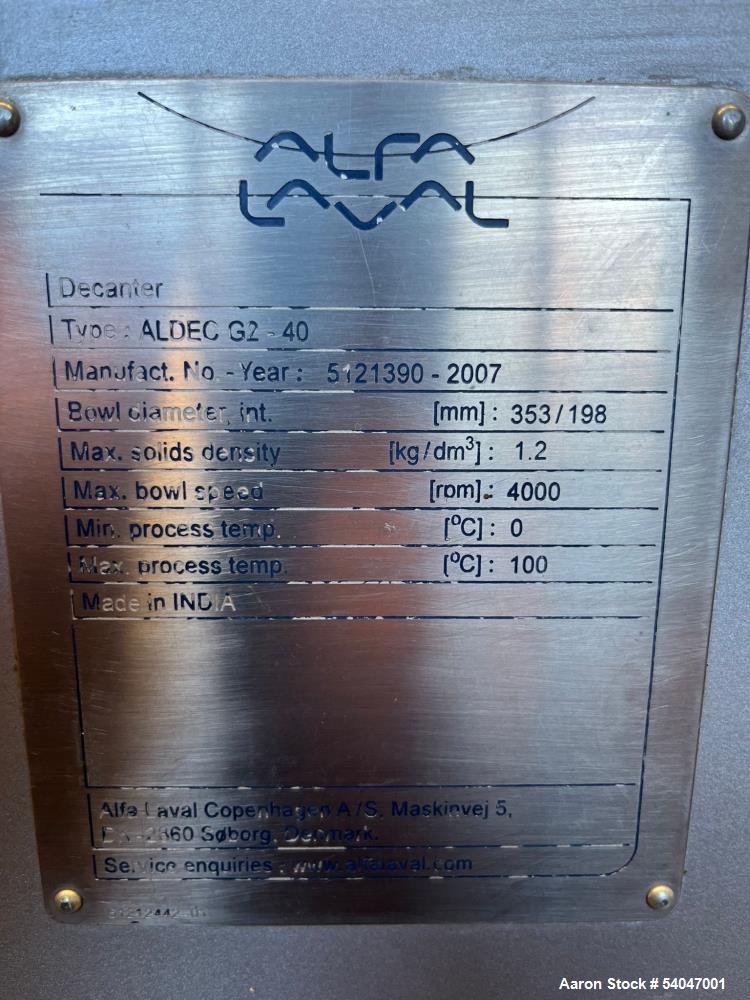 ALFA
LAVAL
Decanter
Type : ALDEC G2 - 40
Manufact. No. - Year : 5121390 - 2007
Bowl diameter, int. [mm] : 353/198
Max. solids density [kg/dm³] : 1.2
Max. bowl speed [rpm] : 4000
Min. process temp. [°C] : 0
Max. process temp. [°C] : 100
Made in INDIA
Alfa Laval Copenhagen A/S, Maskinvej 5,
DK-2860 Søborg, Denmark.
Service enquiries : www.alfalaval.com
Aaron Stock # 54047001